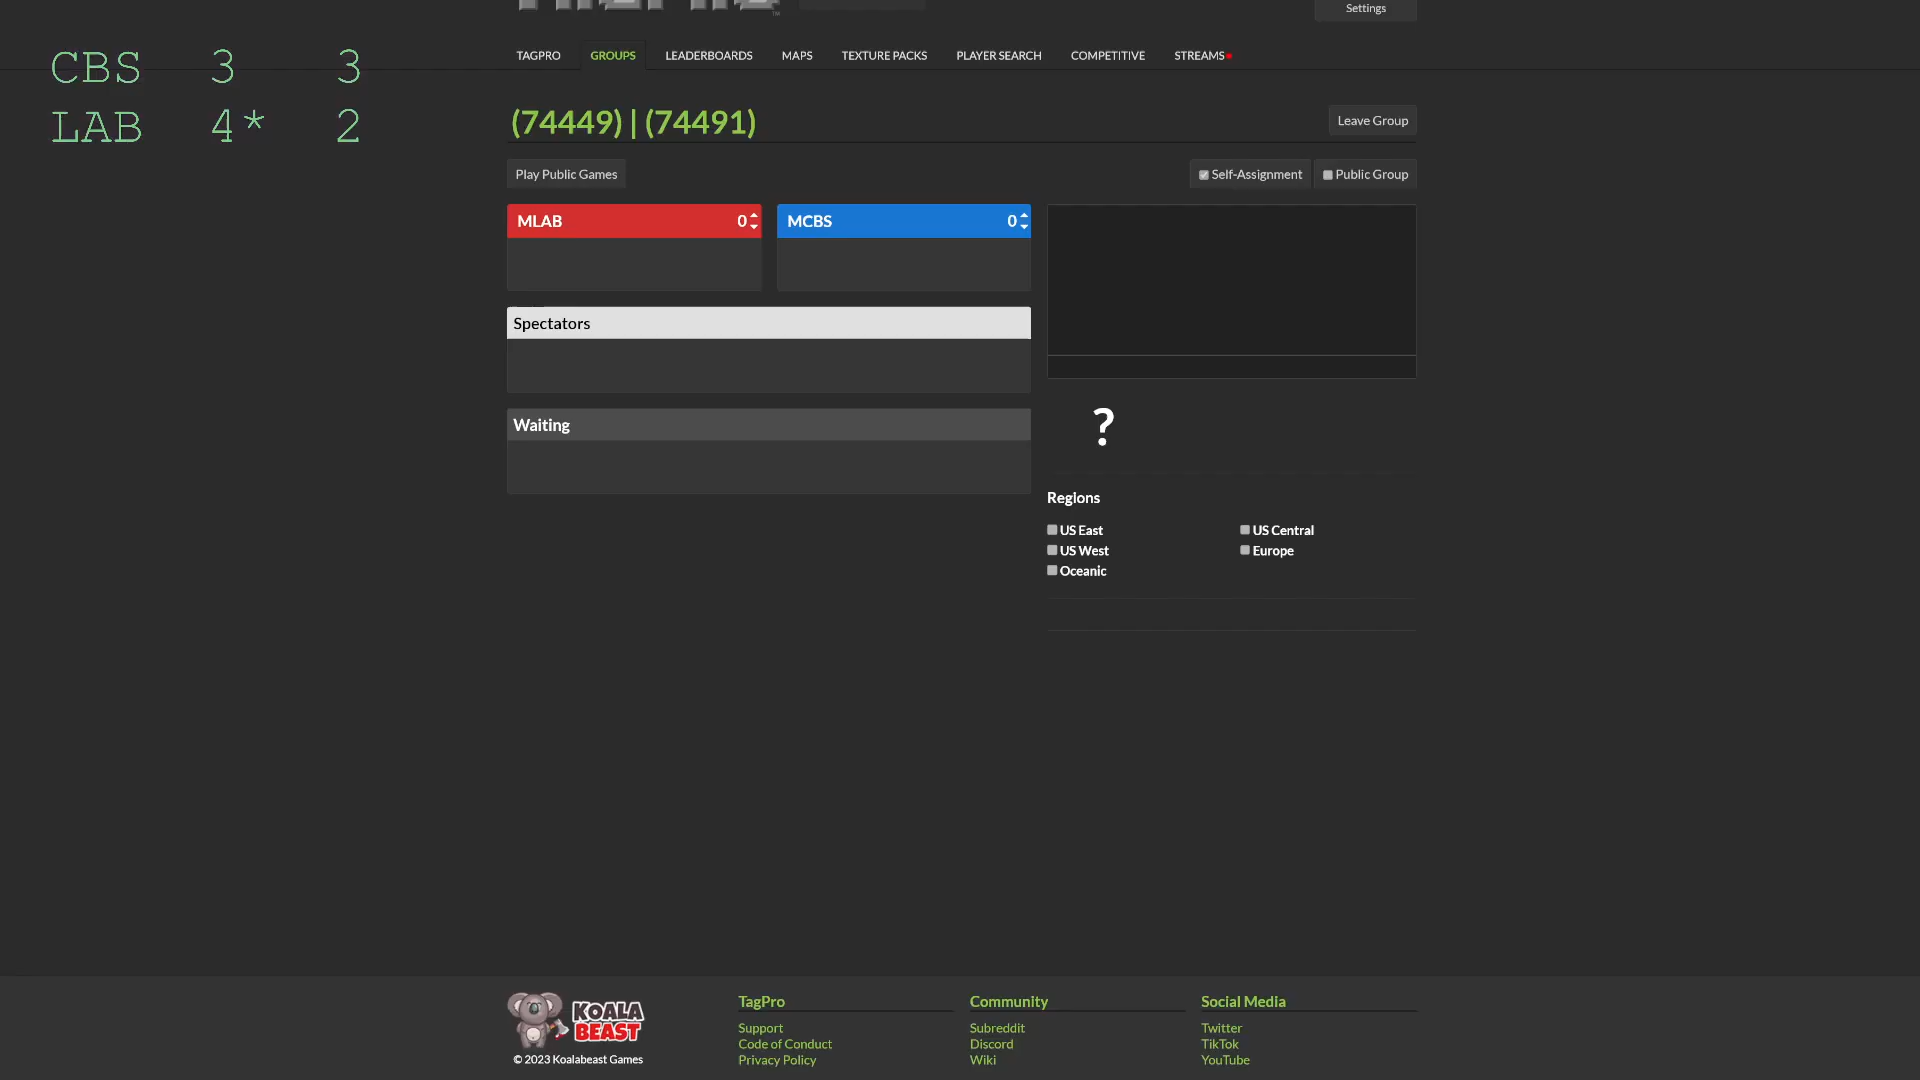 Settings
CBS 3 3
LAB 4* 2
TAGPRO GROUPS LEADERBOARDS MAPS TEXTURE PACKS PLAYER SEARCH COMPETITIVE STREAMS
(74449) | (74491)
Leave Group
Play Public Games
Self-Assignment
Public Group
MLAB 0
MCBS 0
Spectators
Waiting
?
Regions
US East
US Central
US West
Europe
Oceanic
KOALA
BEAST
© 2023 Koalabeast Games
TagPro
Support
Code of Conduct
Privacy Policy
Community
Subreddit
Discord
Wiki
Social Media
Twitter
TikTok
YouTube